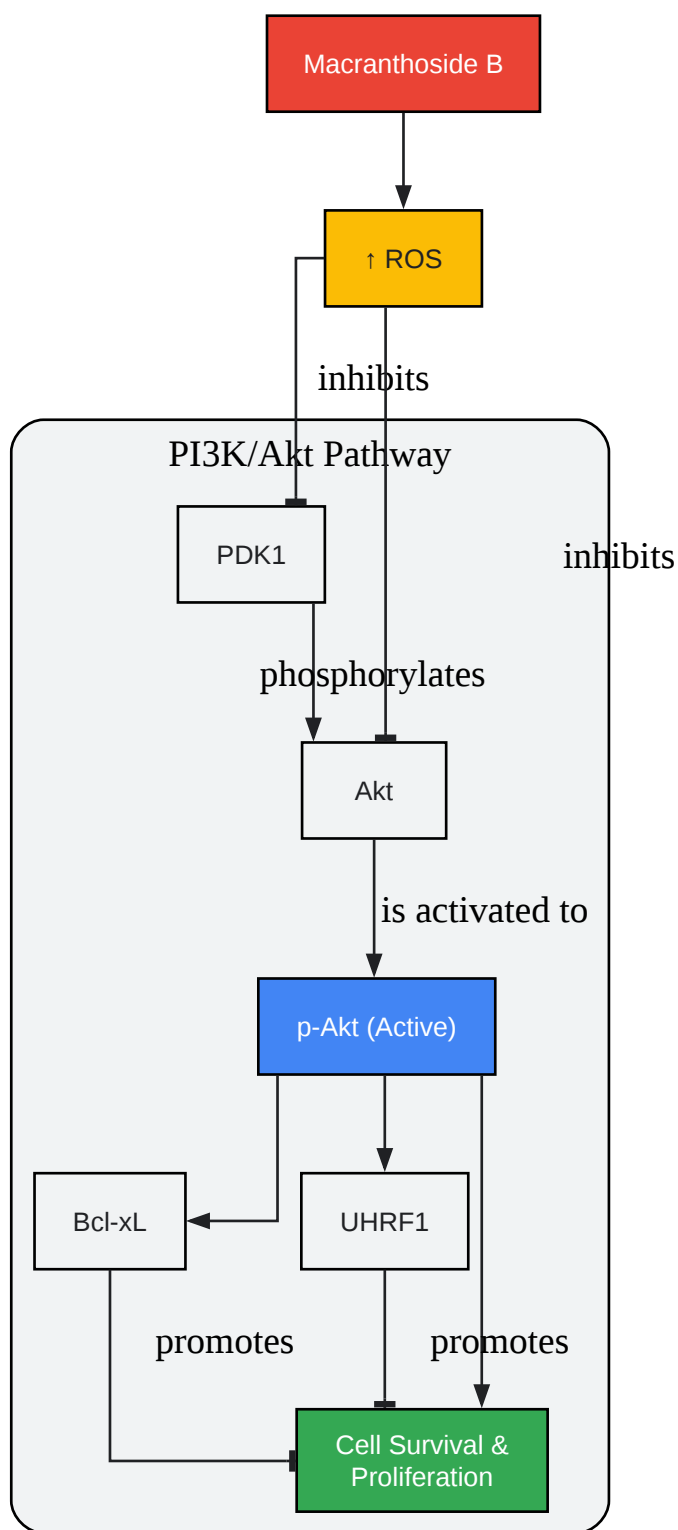 Macranthoside B
↑ ROS
inhibits
PI3K/Akt Pathway
PDK1
inhibits
phosphorylates
Akt
is activated to
p-Akt (Active)
Bcl-xL
UHRF1
promotes
promotes
Cell Survival &
Proliferation